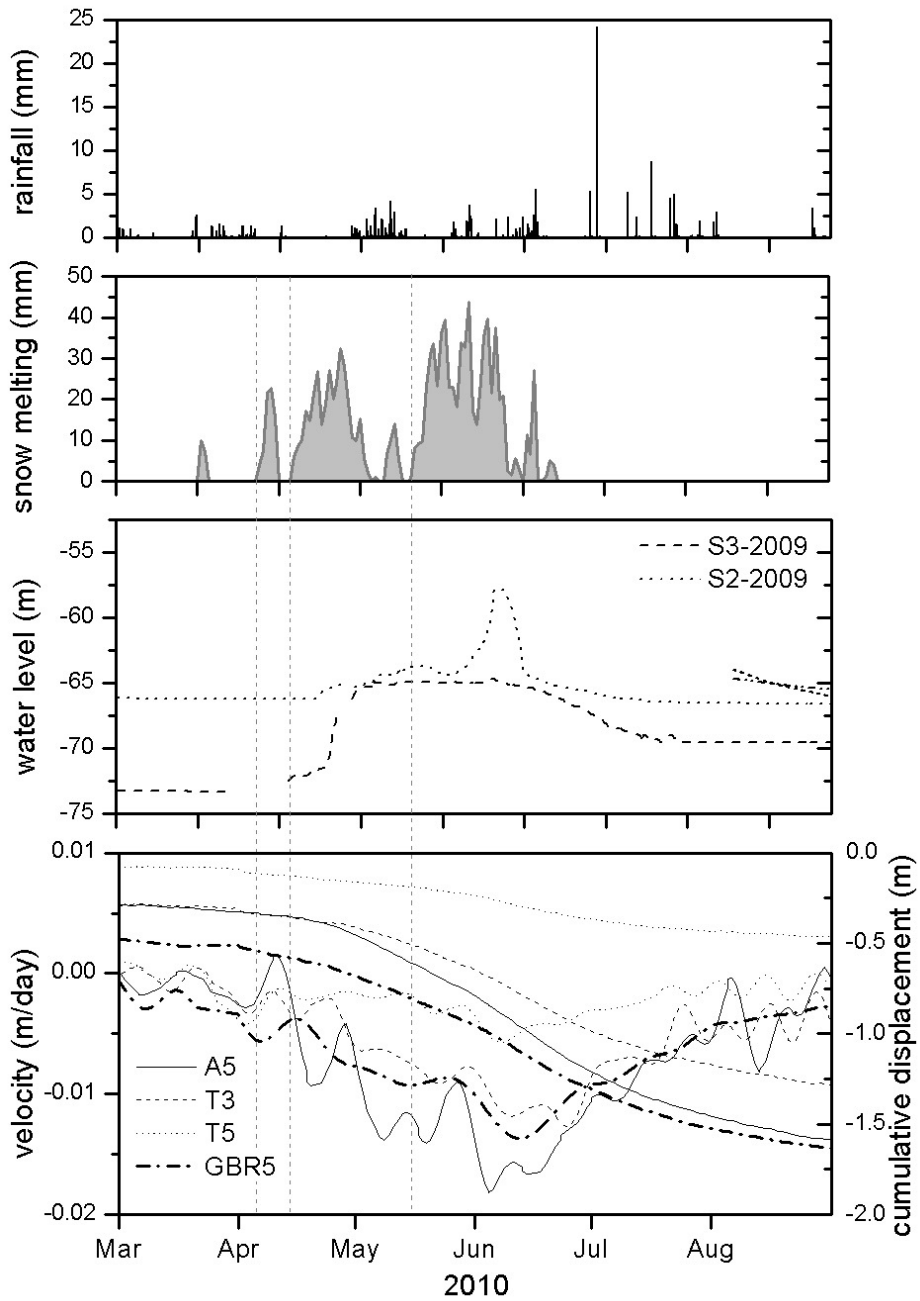 25
20
15
10
5
0
rainfall (mm)
50
40
30
20
10
0
snow melting (mm)
S3-2009
S2-2009
-55
-60
-65
-70
-75
water level (m)
0.01
0.00
-0.01
-0.02
velocity (m/day)
A5
T3
T5
GBR5
0.0
-0.5
-1.0
-1.5
-2.0
cumulative displacement (m)
Mar Apr May Jun Jul Aug
2010